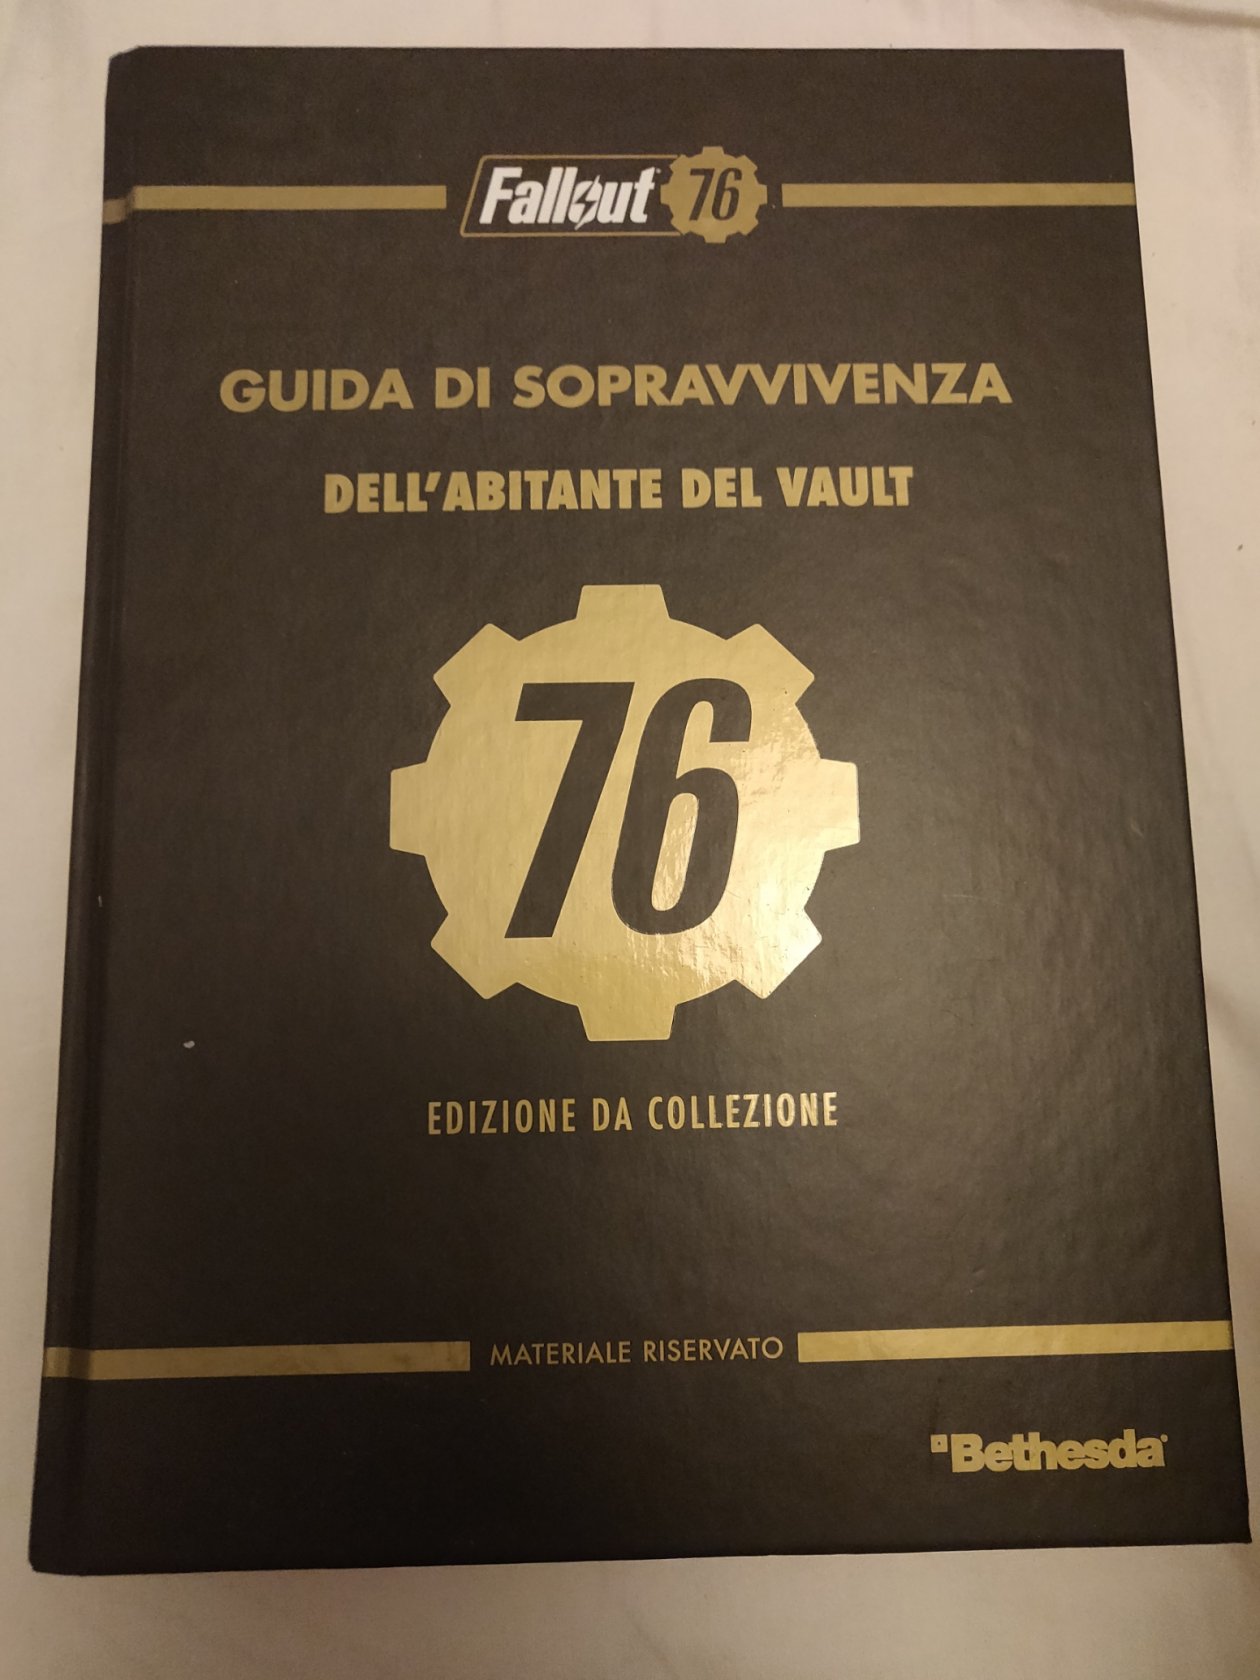 Fallout 76
GUIDA DI SOPRAVVIVENZA
DELL'ABITANTE DEL VAULT
76
EDIZIONE DA COLLEZIONE
MATERIALE RISERVATO
Bethesda